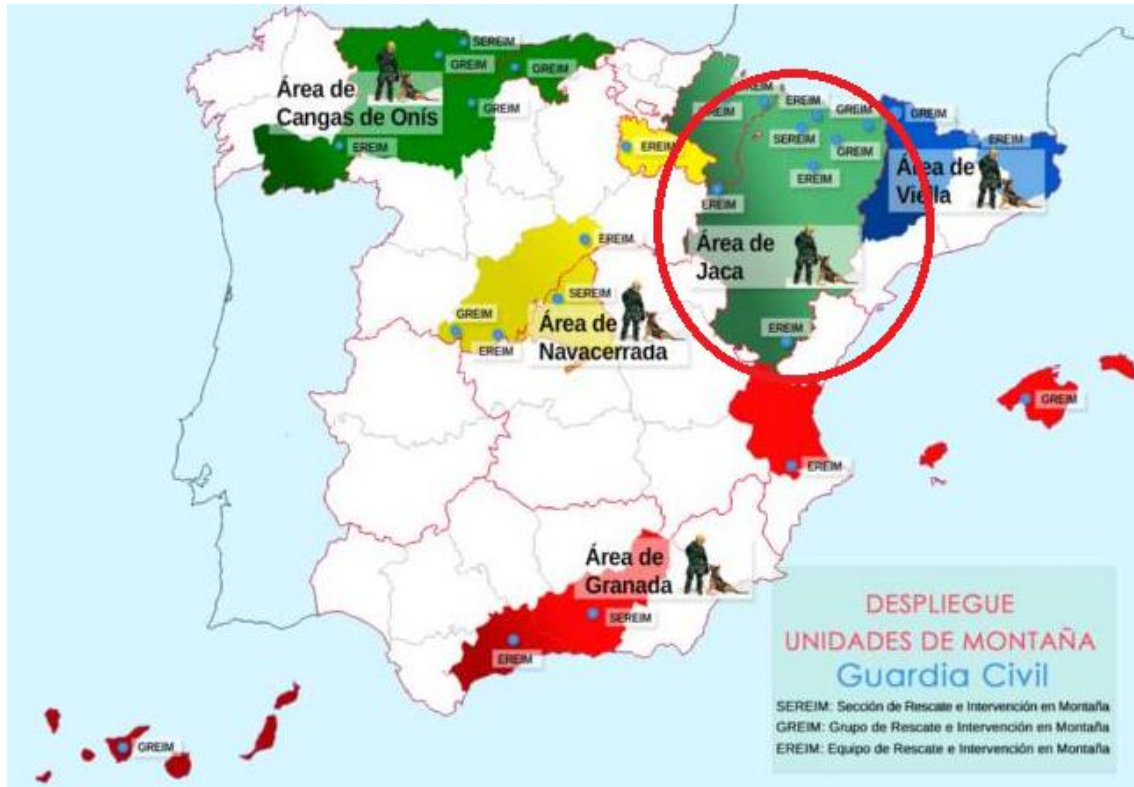 SEREIM
GREIM
GREIM
Área de
Cangas de Onís
GREIM
EREIM
EREIM
GREIM
EREIM
GREIM
GREIM
SEREIM
GREIM
EREIM
EREIM
EREIM
Área de
Viella
EREIM
Área de
Jaca
EREIM
EREIM
SEREIM
GREIM
EREIM
Área de
Navacerrada
GREIM
EREIM
Área de
Granada
SEREIM
EREIM
GREIM
DESPLIEGUE
UNIDADES DE MONTAÑA
Guardia Civil
SEREIM: Sección de Rescate e Intervención en Montaña
GREIM: Grupo de Rescate e Intervención en Montaña
EREIM: Equipo de Rescate e Intervención en Montaña